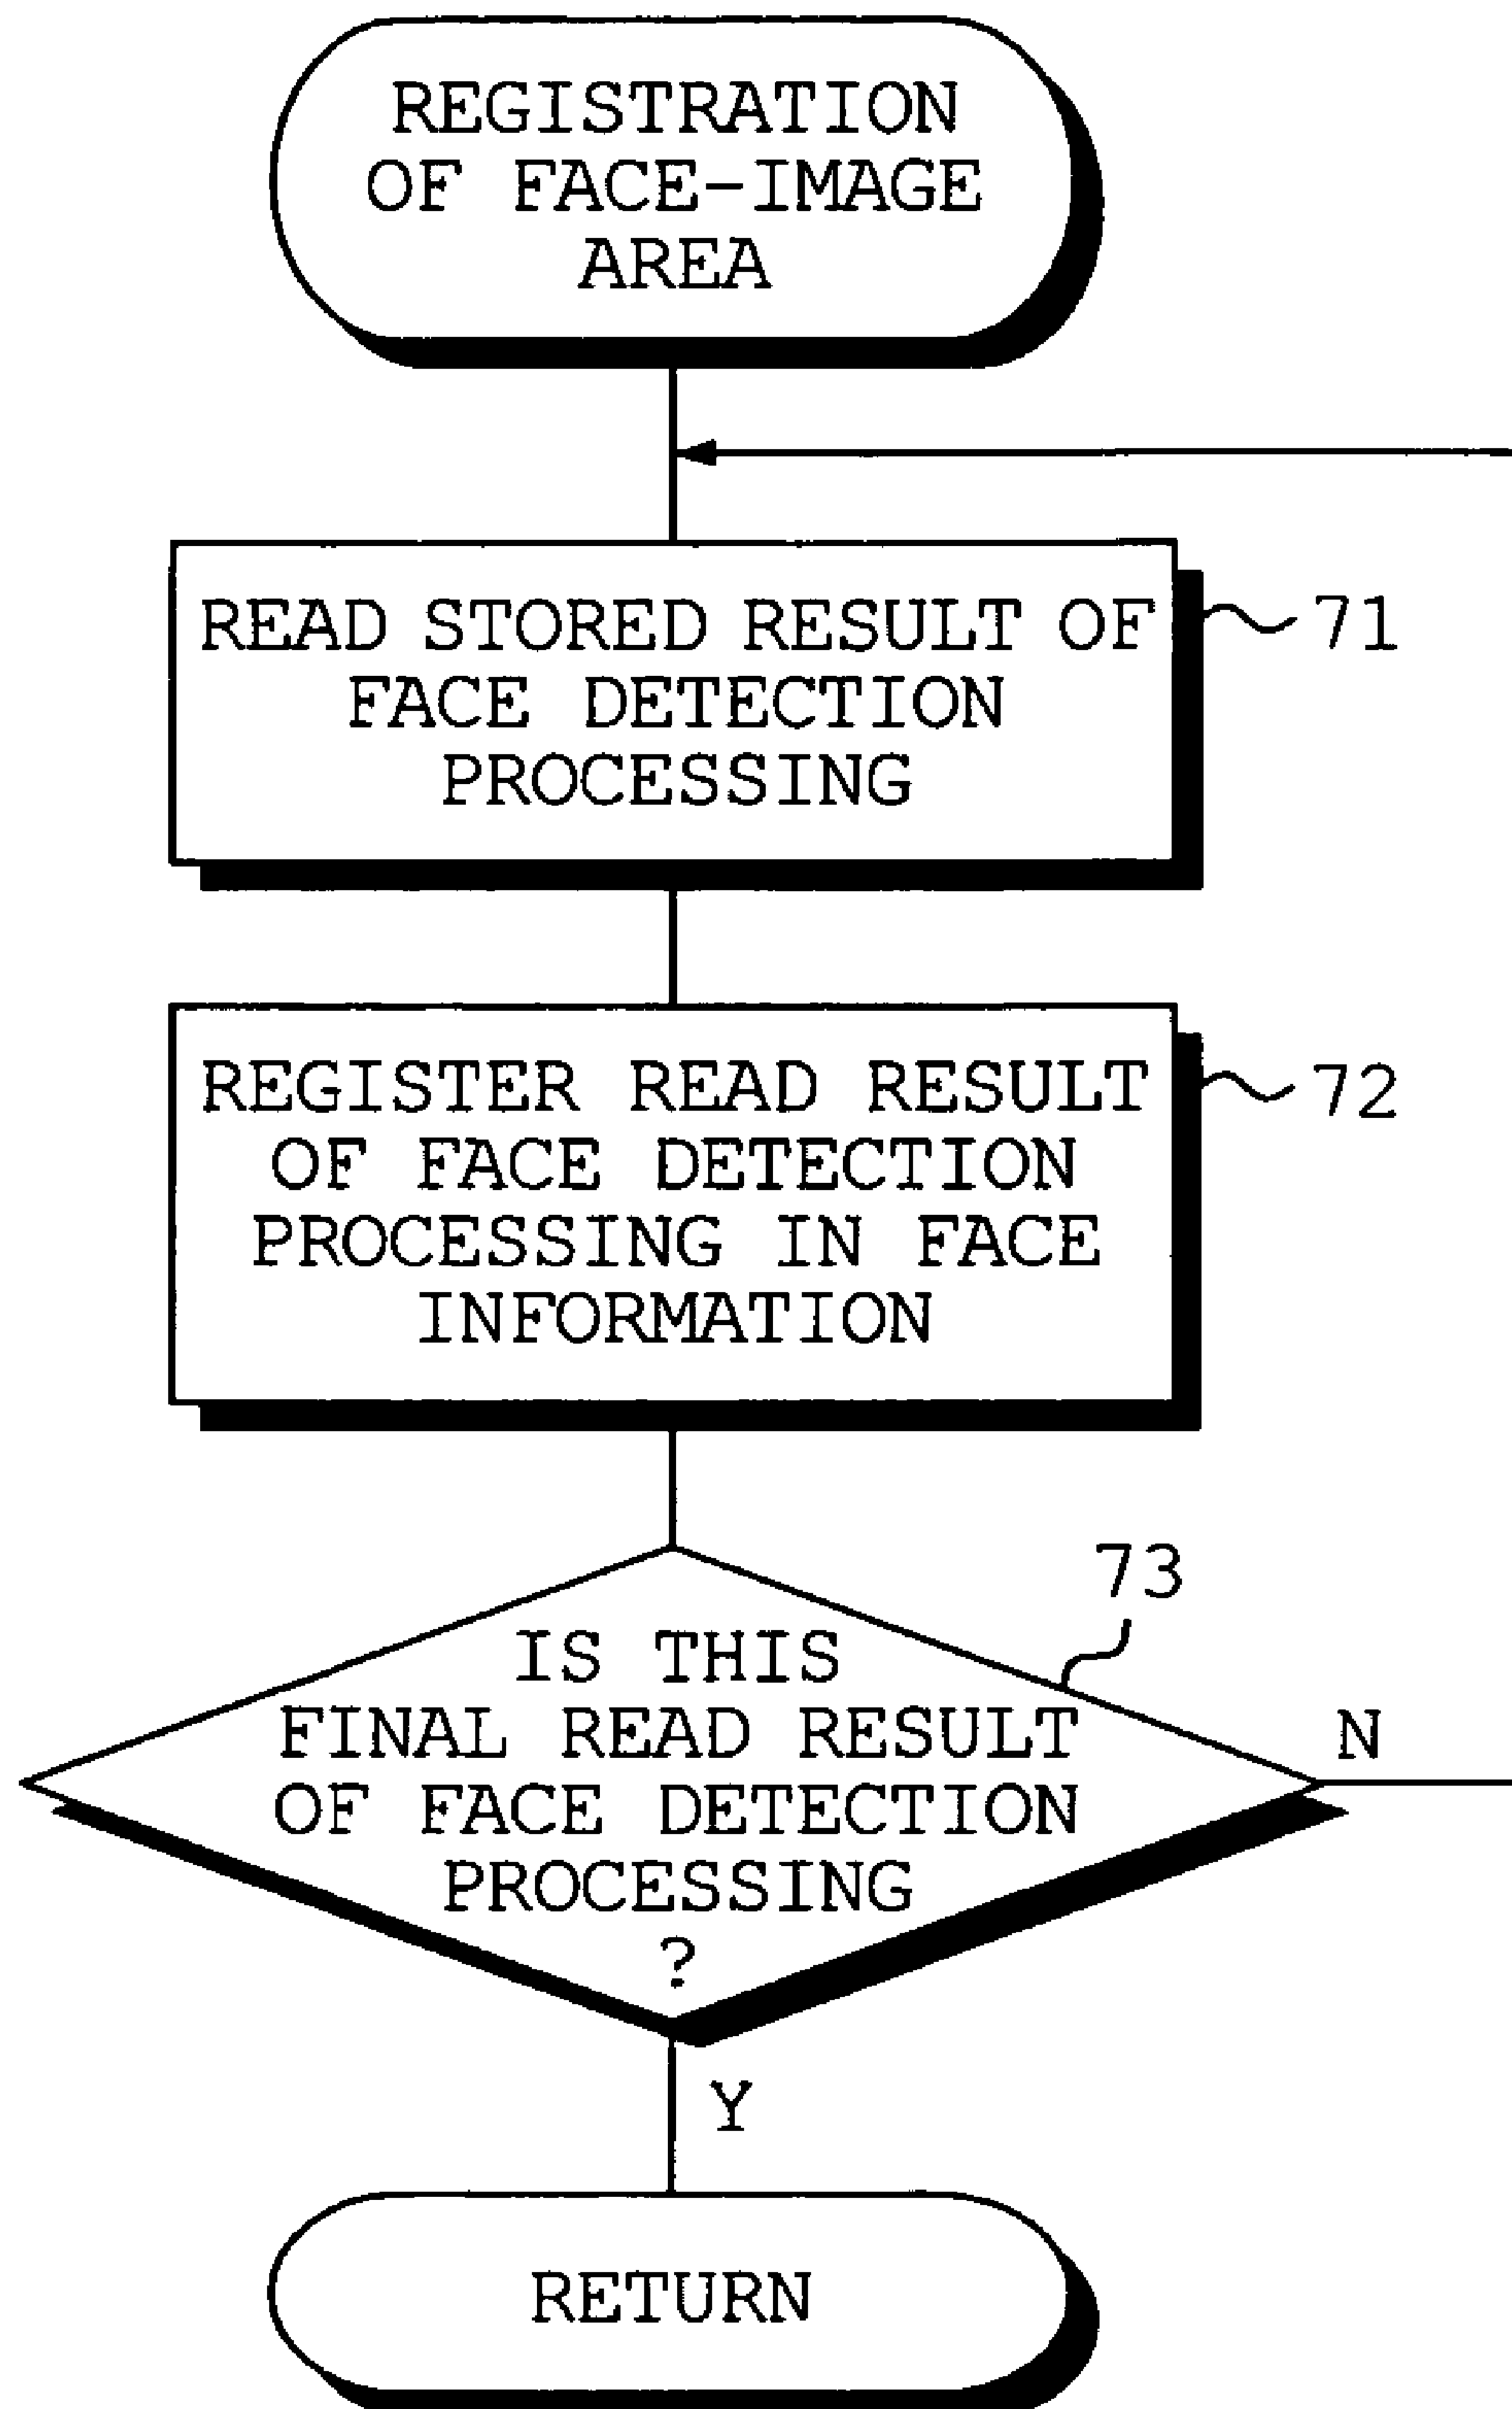 REGISTRATION
OF FACE-IMAGE
AREA
READ STORED RESULT OF
FACE DETECTION
PROCESSING
71
REGISTER READ RESULT
OF FACE DETECTION
PROCESSING IN FACE
INFORMATION
72
73
IS THIS
FINAL READ RESULT
OF FACE DETECTION
PROCESSING
?
N
Y
RETURN